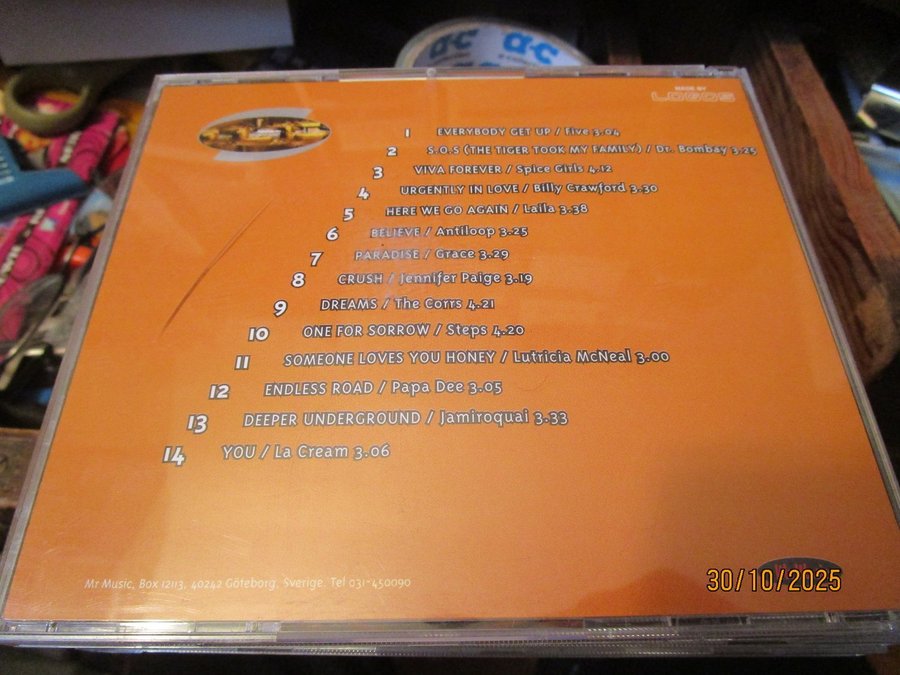 α·c
α·c
MADE BY
LOGOS
1 EVERYBODY GET UP / Five 3.04
2 S.O.S (THE TIGER TOOK MY FAMILY) / Dr. Bombay 3.25
3 VIVA FOREVER / Spice Girls 4.12
4 URGENTLY IN LOVE / Billy Crawford 3.30
5 HERE WE GO AGAIN / Laila 3.38
6 BELIEVE / Antiloop 3.25
7 PARADISE / Grace 3.29
8 CRUSH / Jennifer Paige 3.19
9 DREAMS / The Corrs 4.21
10 ONE FOR SORROW / Steps 4.20
11 SOMEONE LOVES YOU HONEY / Lutricia McNeal 3.00
12 ENDLESS ROAD / Papa Dee 3.05
13 DEEPER UNDERGROUND / Jamiroquai 3.33
14 YOU / La Cream 3.06
Mr Music, Box 12113, 40242 Göteborg, Sverige. Tel 031-450090
30/10/2025